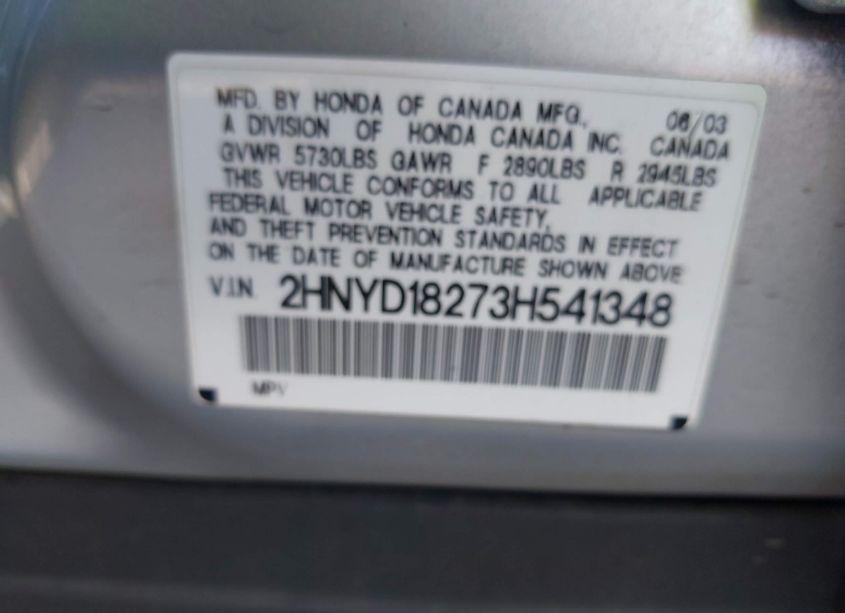 MFD. BY HONDA OF CANADA MFG., 06/03
A DIVISION OF HONDA CANADA INC. CANADA
GVWR 5730LBS GAWR F 2890LBS R 2945LBS
THIS VEHICLE CONFORMS TO ALL APPLICABLE
FEDERAL MOTOR VEHICLE SAFETY,
AND THEFT PREVENTION STANDARDS IN EFFECT
ON THE DATE OF MANUFACTURE SHOWN ABOVE
V.I.N. 2HNYD18273H541348
MPV